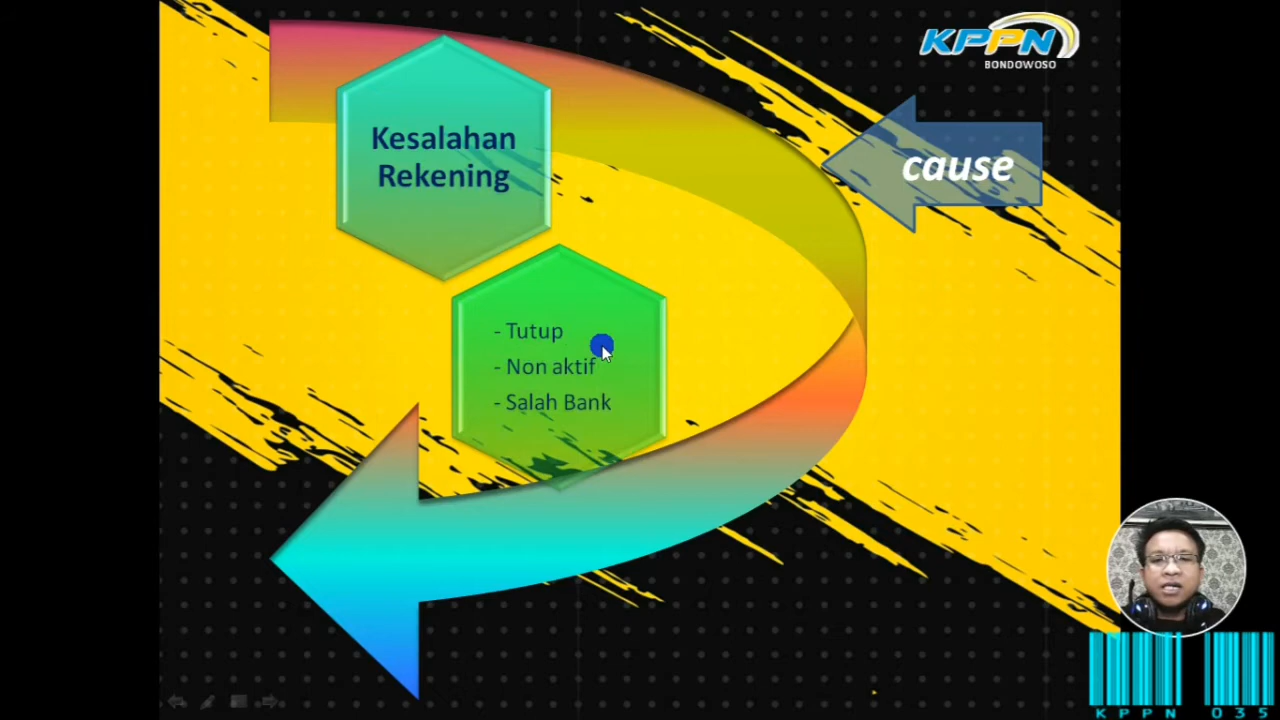 KPPN
BONDOWOSO
Kesalahan
Rekening
cause
- Tutup
- Non aktif
- Salah Bank
KPPN 035